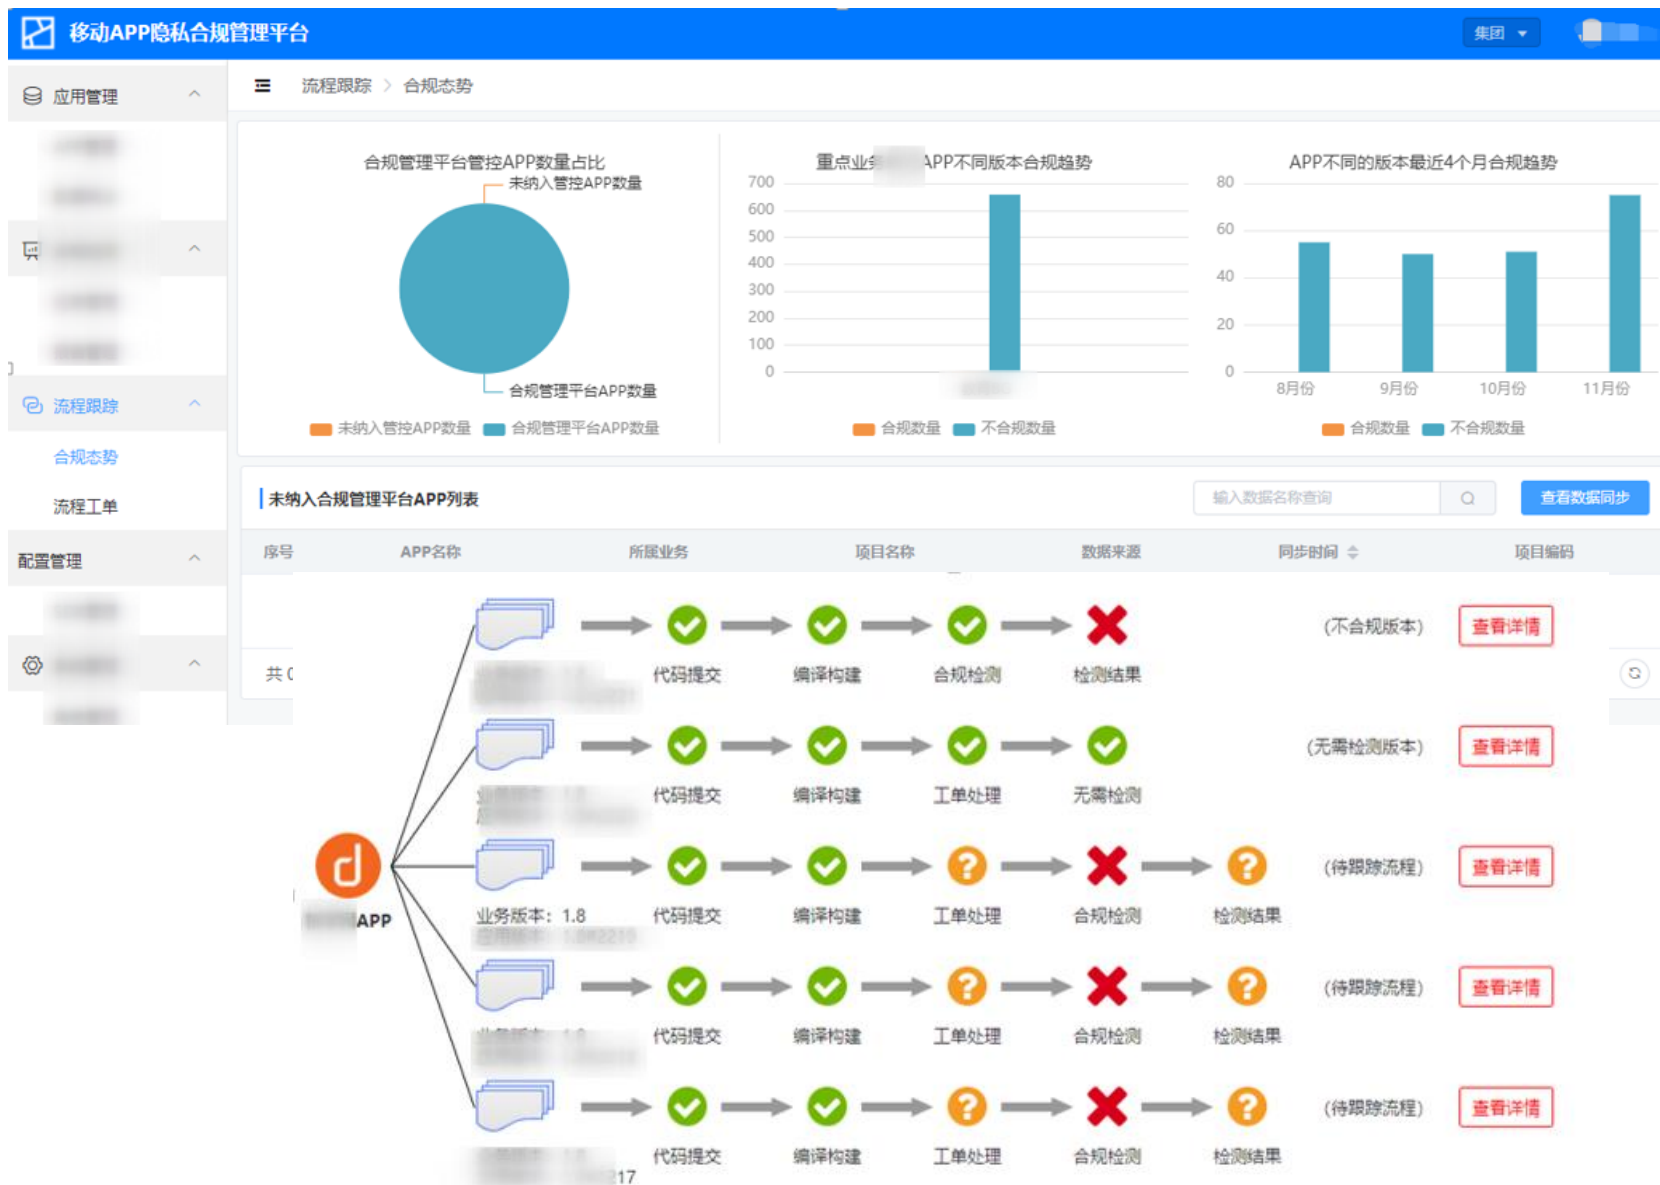 移动APP隐私合规管理平台
集团
应用管理
流程跟踪
合规态势
流程工单
配置管理
流程跟踪 > 合规态势
合规管理平台管控APP数量占比
未纳入管控APP数量
合规管理平台APP数量
未纳入管控APP数量 合规管理平台APP数量
重点业务 APP不同版本合规趋势
700
600
500
400
300
200
100
0
合规数量 不合规数量
APP不同的版本最近4个月合规趋势
80
60
40
20
0
8月份 9月份 10月份 11月份
合规数量 不合规数量
未纳入合规管理平台APP列表
输入数据名称查询
查看数据同步
序号 APP名称 所属业务 项目名称 数据来源 同步时间 项目编码
共 0
APP
代码提交 编译构建 合规检测 检测结果 (不合规版本) 查看详情
代码提交 编译构建 工单处理 无需检测 (无需检测版本) 查看详情
业务版本：1.8 代码提交 编译构建 工单处理 合规检测 检测结果 (待跟踪流程) 查看详情
应用版本：1.8#2219
代码提交 编译构建 工单处理 合规检测 检测结果 (待跟踪流程) 查看详情
代码提交 编译构建 工单处理 合规检测 检测结果 (待跟踪流程) 查看详情
217